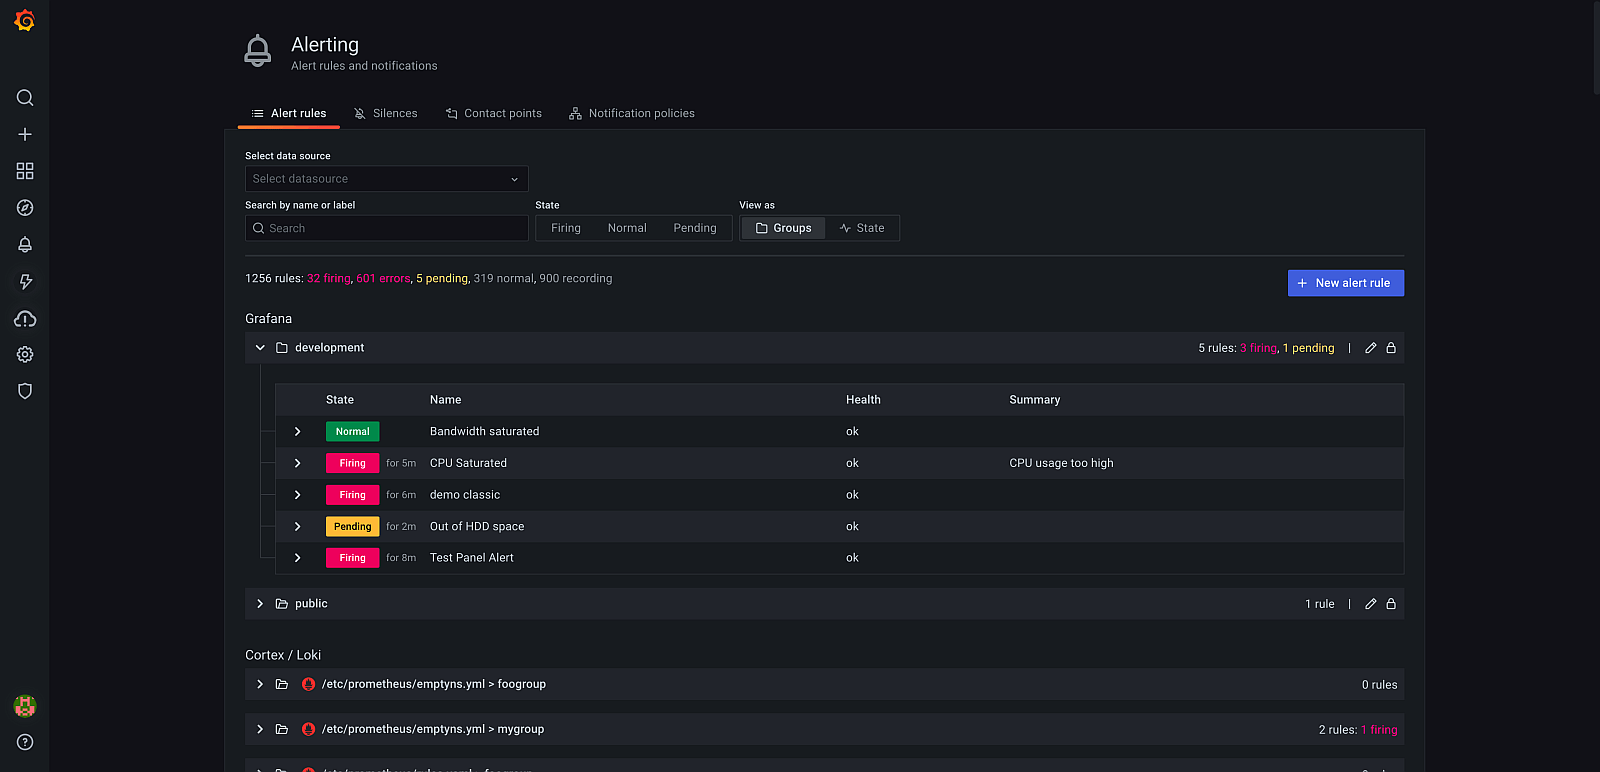 Alerting
Alert rules and notifications
Alert rules Silences Contact points Notification policies
Select data source
Select datasource
Search by name or label State View as
Search Firing Normal Pending Groups State
1256 rules: 32 firing, 601 errors, 5 pending, 319 normal, 900 recording
+ New alert rule
Grafana
development 5 rules: 3 firing, 1 pending |
State Name Health Summary
Normal Bandwidth saturated ok
Firing for 5m CPU Saturated ok CPU usage too high
Firing for 6m demo classic ok
Pending for 2m Out of HDD space ok
Firing for 8m Test Panel Alert ok
public 1 rule |
Cortex / Loki
/etc/prometheus/emptyns.yml > foogroup 0 rules
/etc/prometheus/emptyns.yml > mygroup 2 rules: 1 firing